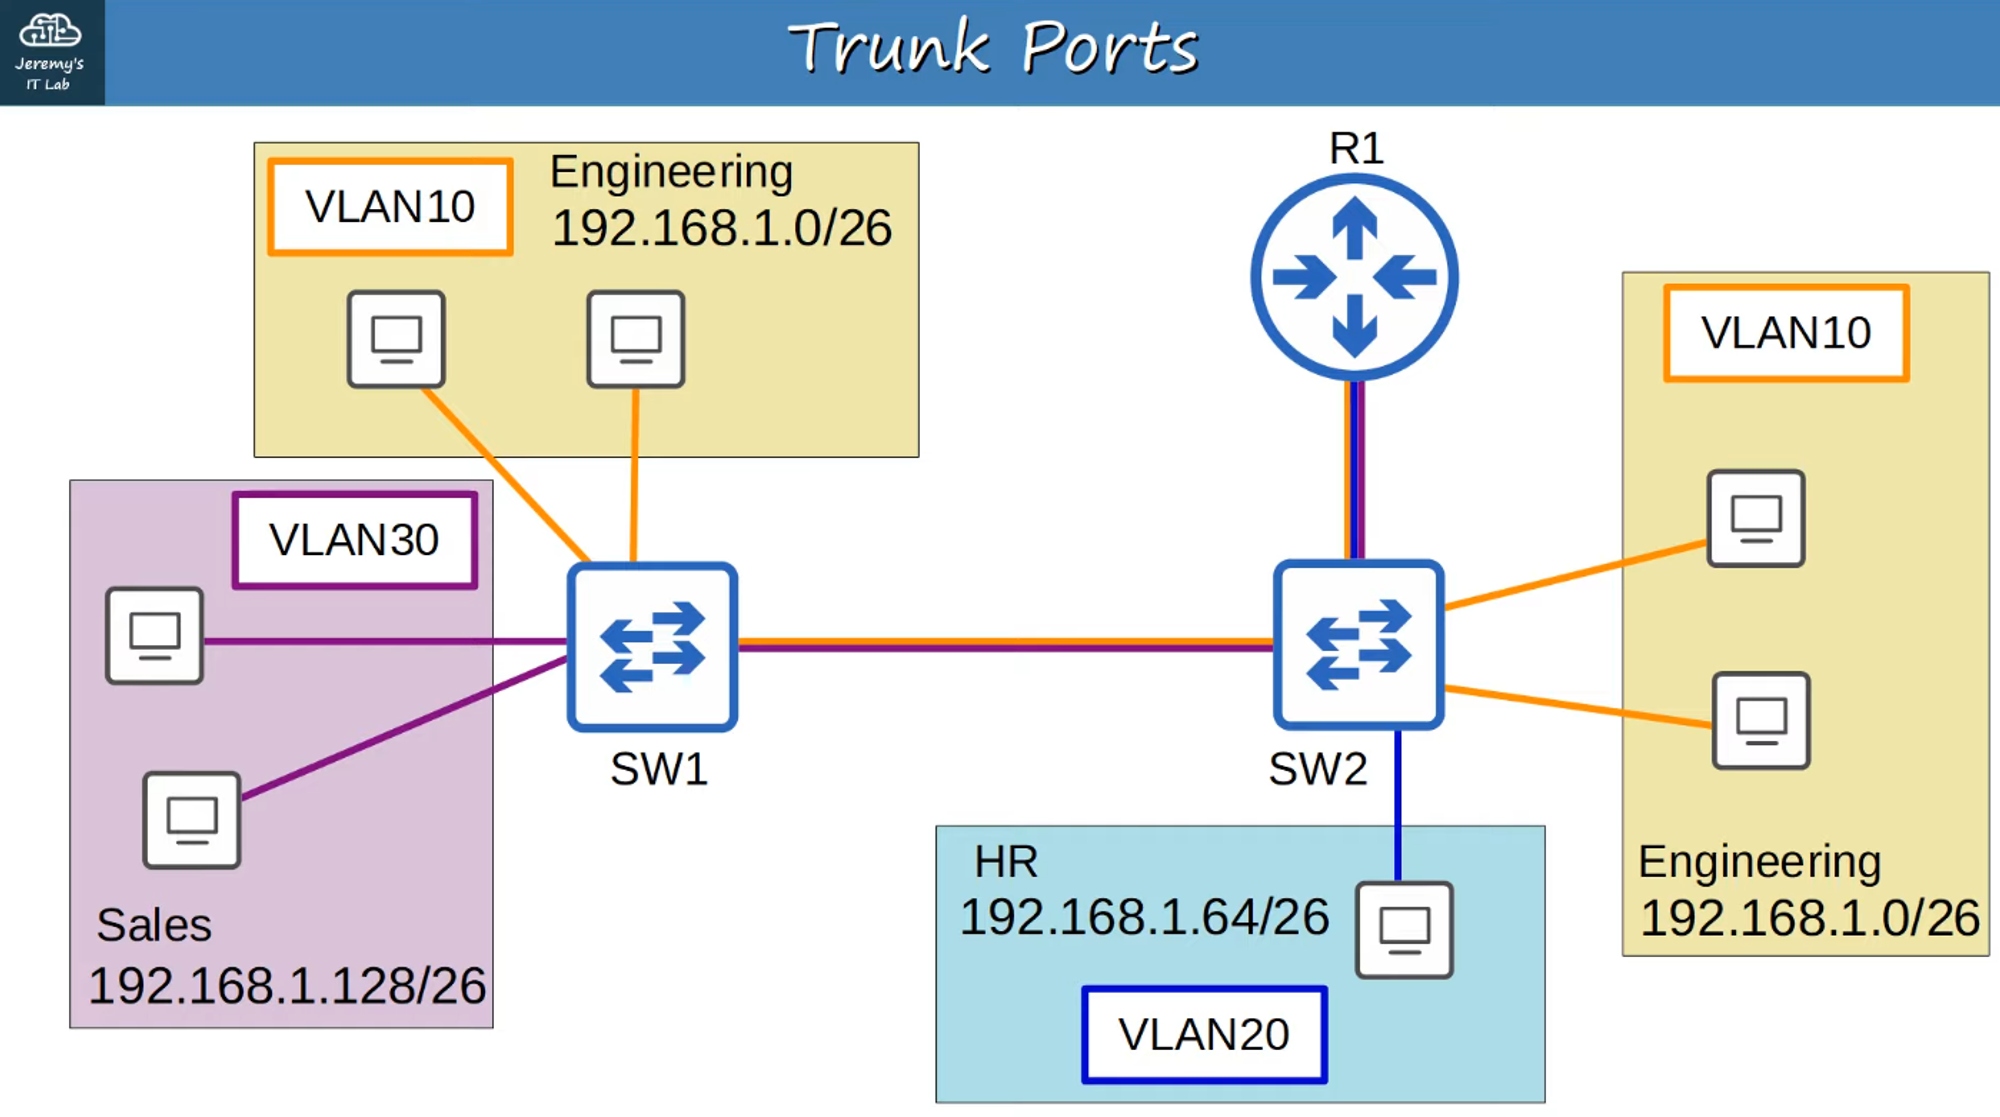 Jeremy's
IT Lab
Trunk Ports
VLAN10
Engineering
192.168.1.0/26
R1
VLAN10
VLAN30
Sales
192.168.1.128/26
SW1
SW2
HR
192.168.1.64/26
VLAN20
Engineering
192.168.1.0/26